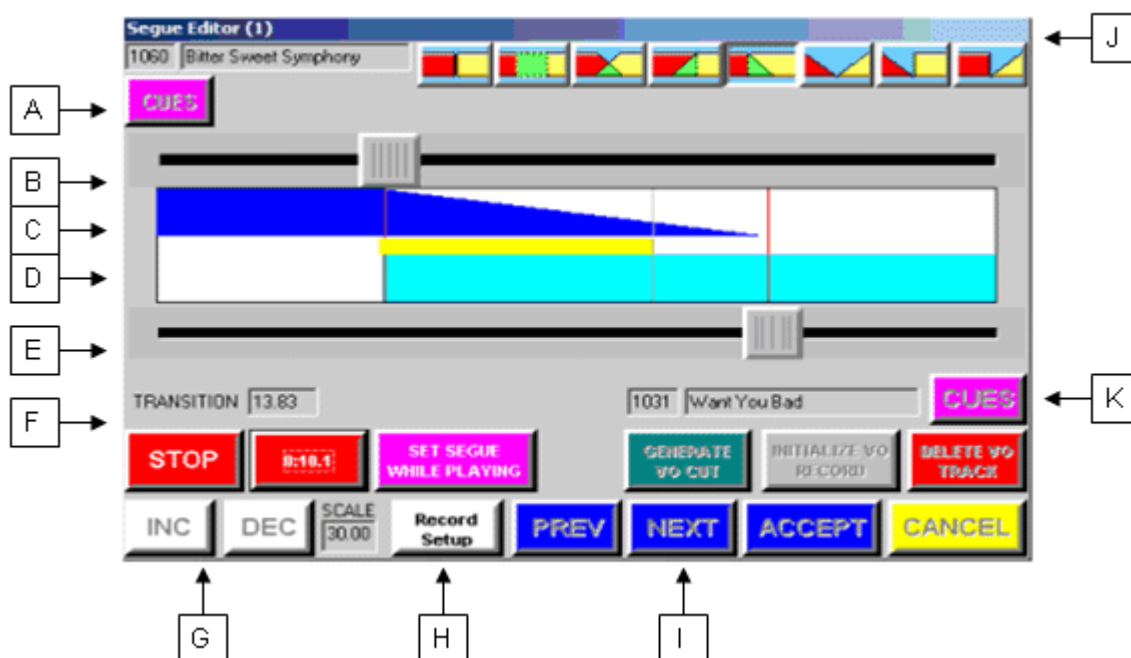 Segue Editor (1)
J
1060 Bitter Sweet Symphony
A
CUES
B
C
D
E
TRANSITION 13.83
1031 Want You Bad
CUES
K
F
STOP
0:10.1
SET SEGUE
WHILE PLAYING
GENERATE
VO CUT
INITIALIZE VO
RECORD
DELETE VO
TRACK
INC
DEC
SCALE
30.00
Record
Setup
PREV
NEXT
ACCEPT
CANCEL
G
H
I